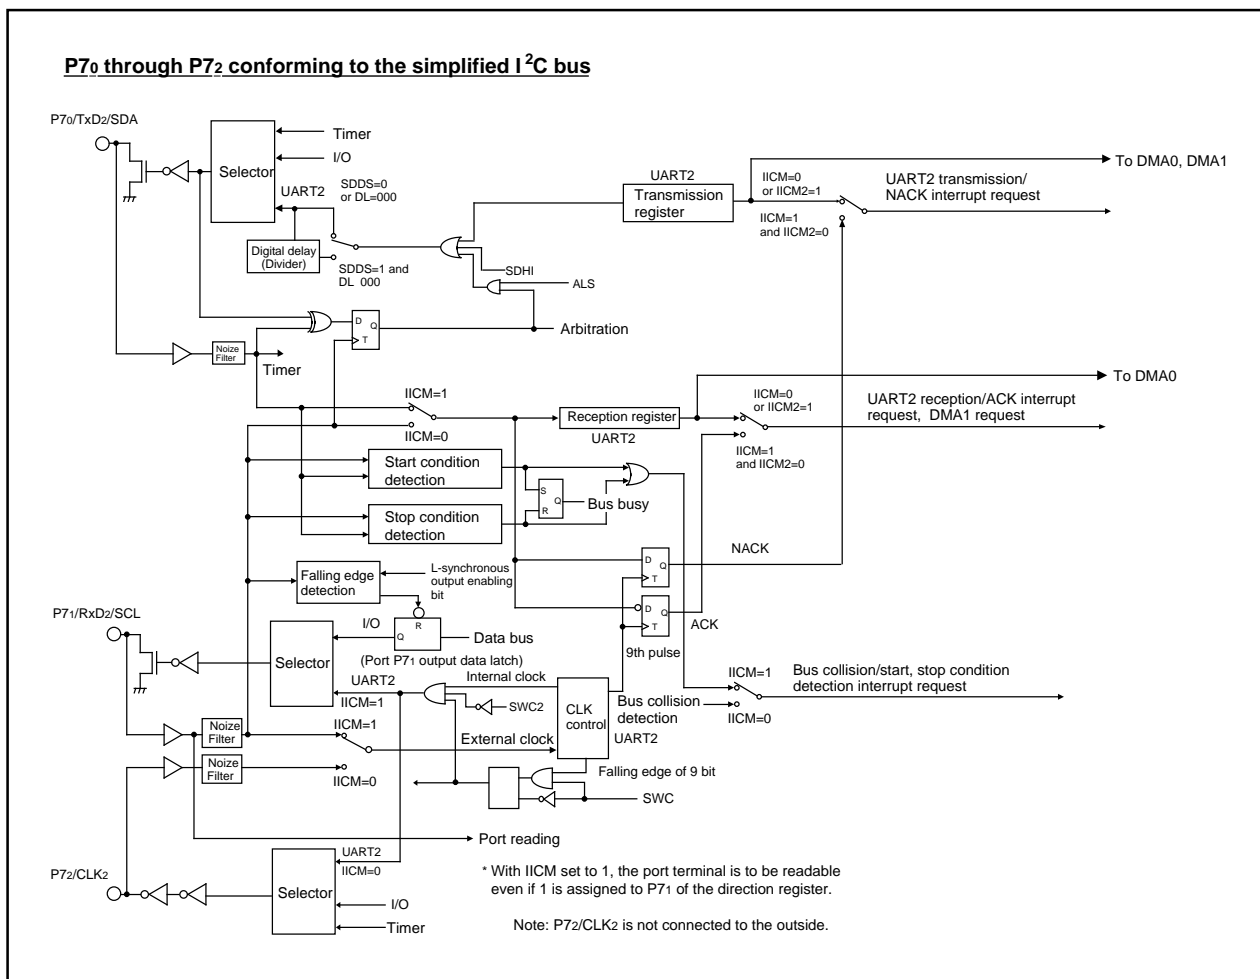 P70 through P72 conforming to the simplified I2C bus
P70/TxD2/SDA
Selector
Timer
I/O
UART2
SDDS=0
or DL=000
Digital delay
(Divider)
SDDS=1 and
DL 000
SDHI
ALS
UART2
Transmission
register
IICM=0
or IICM2=1
IICM=1
and IICM2=0
To DMA0, DMA1
UART2 transmission/
NACK interrupt request
D
Q
T
Arbitration
Noize
Filter
Timer
IICM=1
IICM=0
Reception register
UART2
IICM=0
or IICM2=1
IICM=1
and IICM2=0
To DMA0
UART2 reception/ACK interrupt
request, DMA1 request
Start condition
detection
Stop condition
detection
S
R
Q
Bus busy
NACK
D
Q
T
D
Q
T
ACK
9th pulse
Falling edge
detection
L-synchronous
output enabling
bit
P71/RxD2/SCL
Selector
I/O
R
Q
Data bus
(Port P71 output data latch)
Internal clock
UART2
IICM=1
SWC2
CLK
control
UART2
Bus collision
detection
IICM=1
IICM=0
Bus collision/start, stop condition
detection interrupt request
Noize
Filter
IICM=1
External clock
Noize
Filter
IICM=0
Falling edge of 9 bit
SWC
Port reading
P72/CLK2
Selector
UART2
IICM=0
I/O
Timer
* With IICM set to 1, the port terminal is to be readable
even if 1 is assigned to P71 of the direction register.
Note: P72/CLK2 is not connected to the outside.